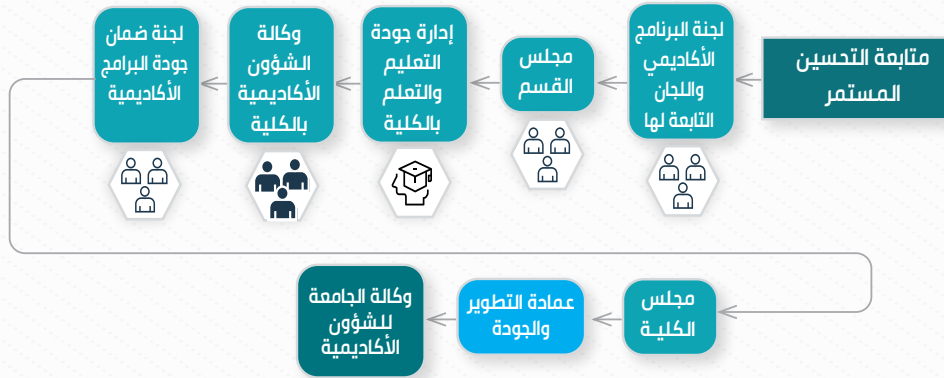 متابعة التحسين
المستمر
لجنة البرنامج
الأكاديمي
واللجان
التابعة لها
مجلس
القسم
إدارة جودة
التعليم
والتعلم
بالكلية
وكالة
الشؤون
الأكاديمية
بالكلية
لجنة ضمان
جودة البرامج
الأكاديمية
مجلس
الكليـة
عمادة التطوير
والجودة
وكالة الجامعة
للشؤون
الأكاديمية